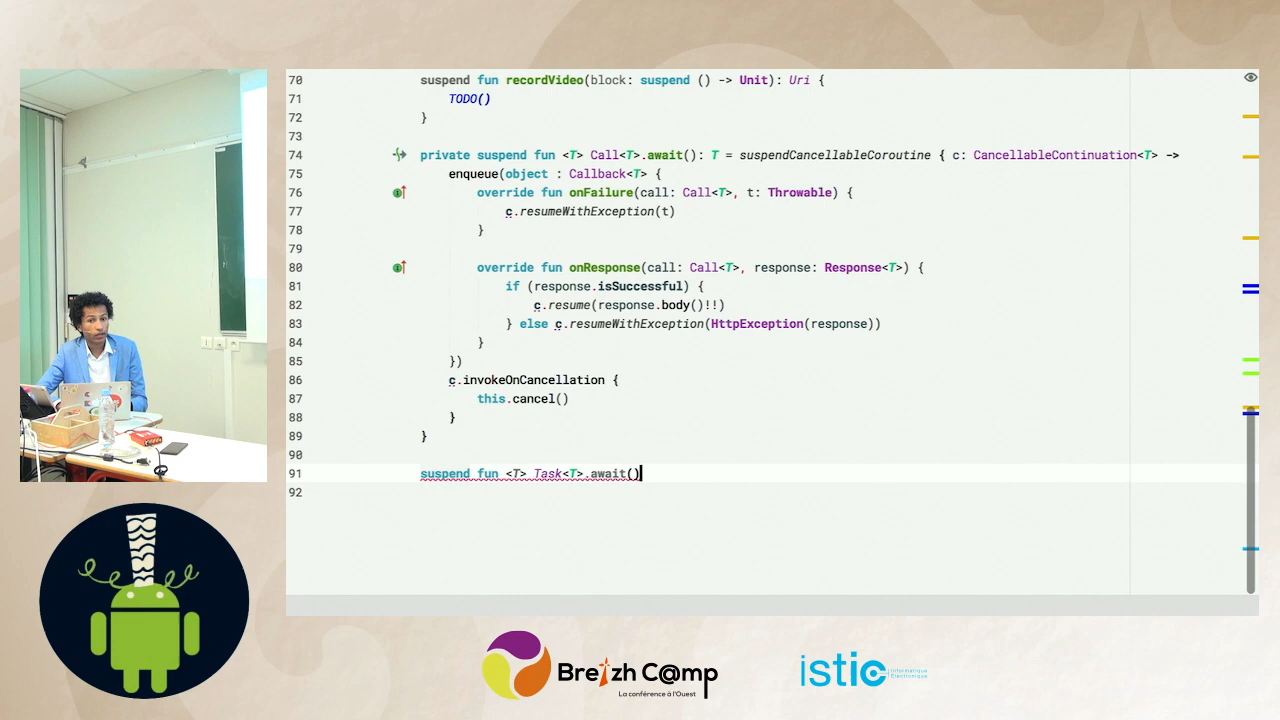 70 suspend fun recordVideo(block: suspend () -> Unit): Uri {
71 TODO()
72 }
73
74 private suspend fun <T> Call<T>.await(): T = suspendCancellableCoroutine { c: CancellableContinuation<T> ->
75 enqueue(object : Callback<T> {
76 override fun onFailure(call: Call<T>, t: Throwable) {
77 c.resumeWithException(t)
78 }
79
80 override fun onResponse(call: Call<T>, response: Response<T>) {
81 if (response.isSuccessful) {
82 c.resume(response.body()!!)
83 } else c.resumeWithException(HttpException(response))
84 }
85 })
86 c.invokeOnCancellation {
87 this.cancel()
88 }
89 }
90
91 suspend fun <T> Task<T>.await()
92
Breizh C@mp
La conférence à l'Ouest
istic
Informatique
Électronique